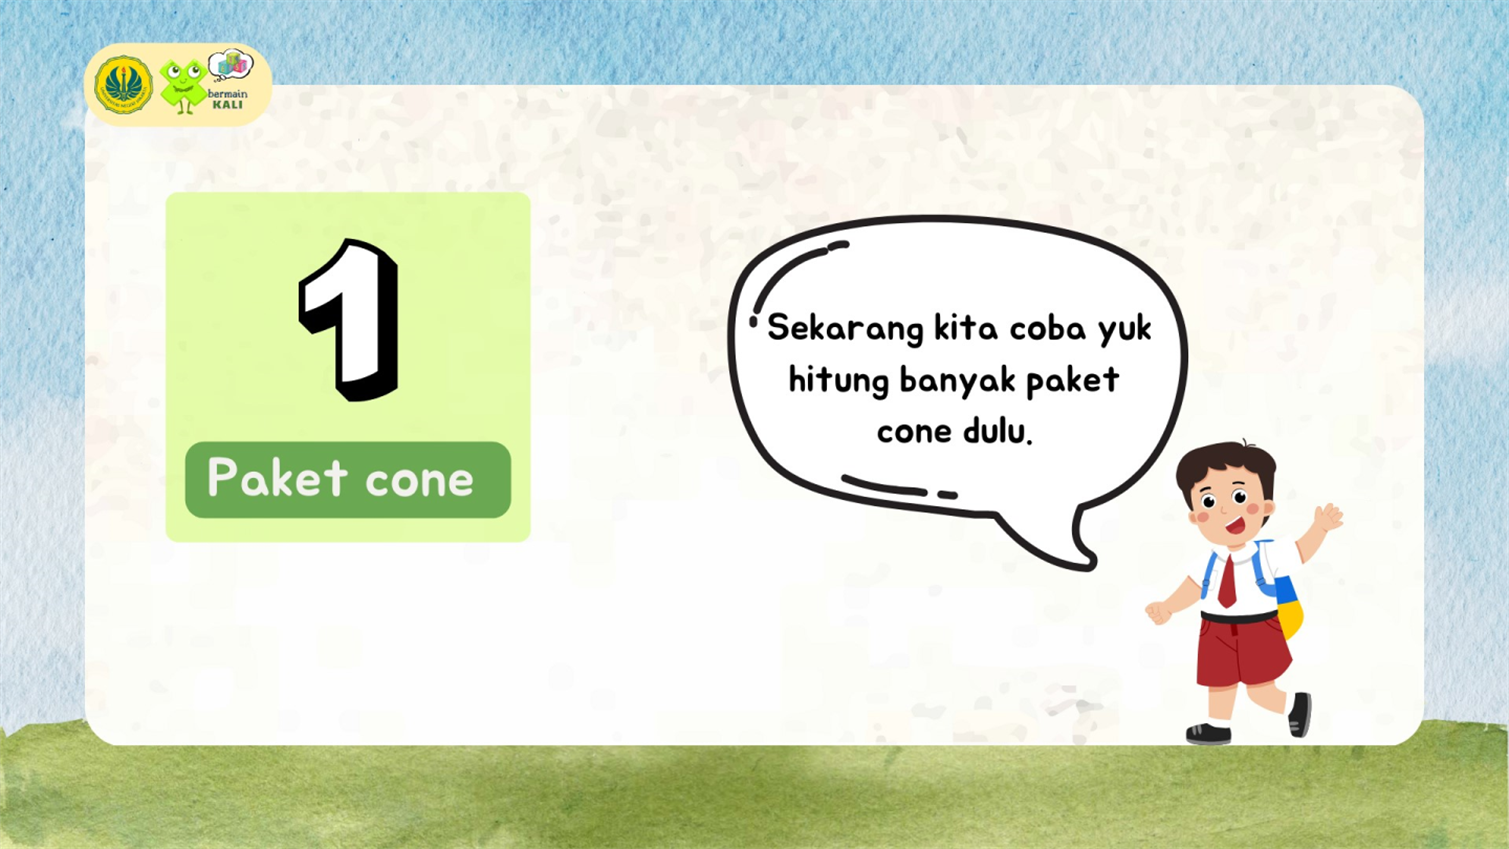 bermain
KALI
1
Paket cone
Sekarang kita coba yuk
hitung banyak paket
cone dulu.